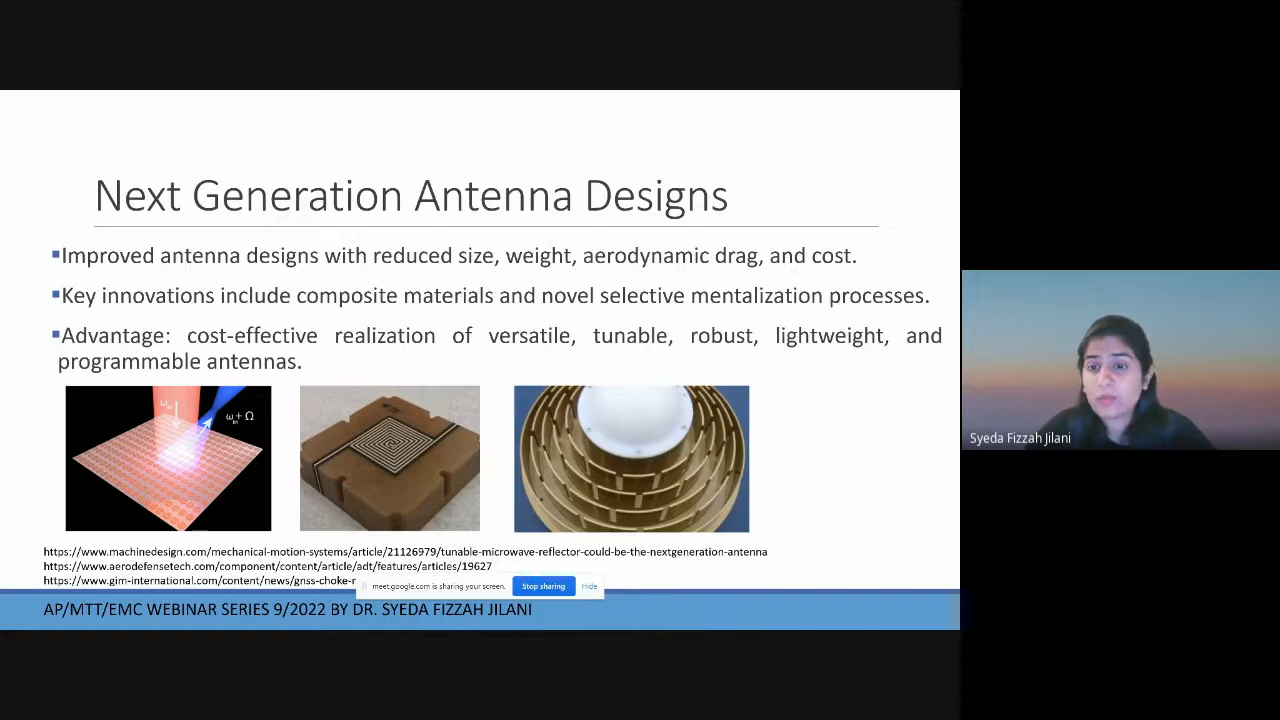 Next Generation Antenna Designs
▪Improved antenna designs with reduced size, weight, aerodynamic drag, and cost.
▪Key innovations include composite materials and novel selective mentalization processes.
▪Advantage: cost-effective realization of versatile, tunable, robust, lightweight, and
programmable antennas.
ω in
ω in + Ω
https://www.machinedesign.com/mechanical-motion-systems/article/21126979/tunable-microwave-reflector-could-be-the-nextgeneration-antenna
https://www.aerodefensetech.com/component/content/article/adt/features/articles/19627
https://www.gim-international.com/content/news/gnss-choke-r
meet.google.com is sharing your screen. Stop sharing Hide
AP/MTT/EMC WEBINAR SERIES 9/2022 BY DR. SYEDA FIZZAH JILANI
Syeda Fizzah Jilani